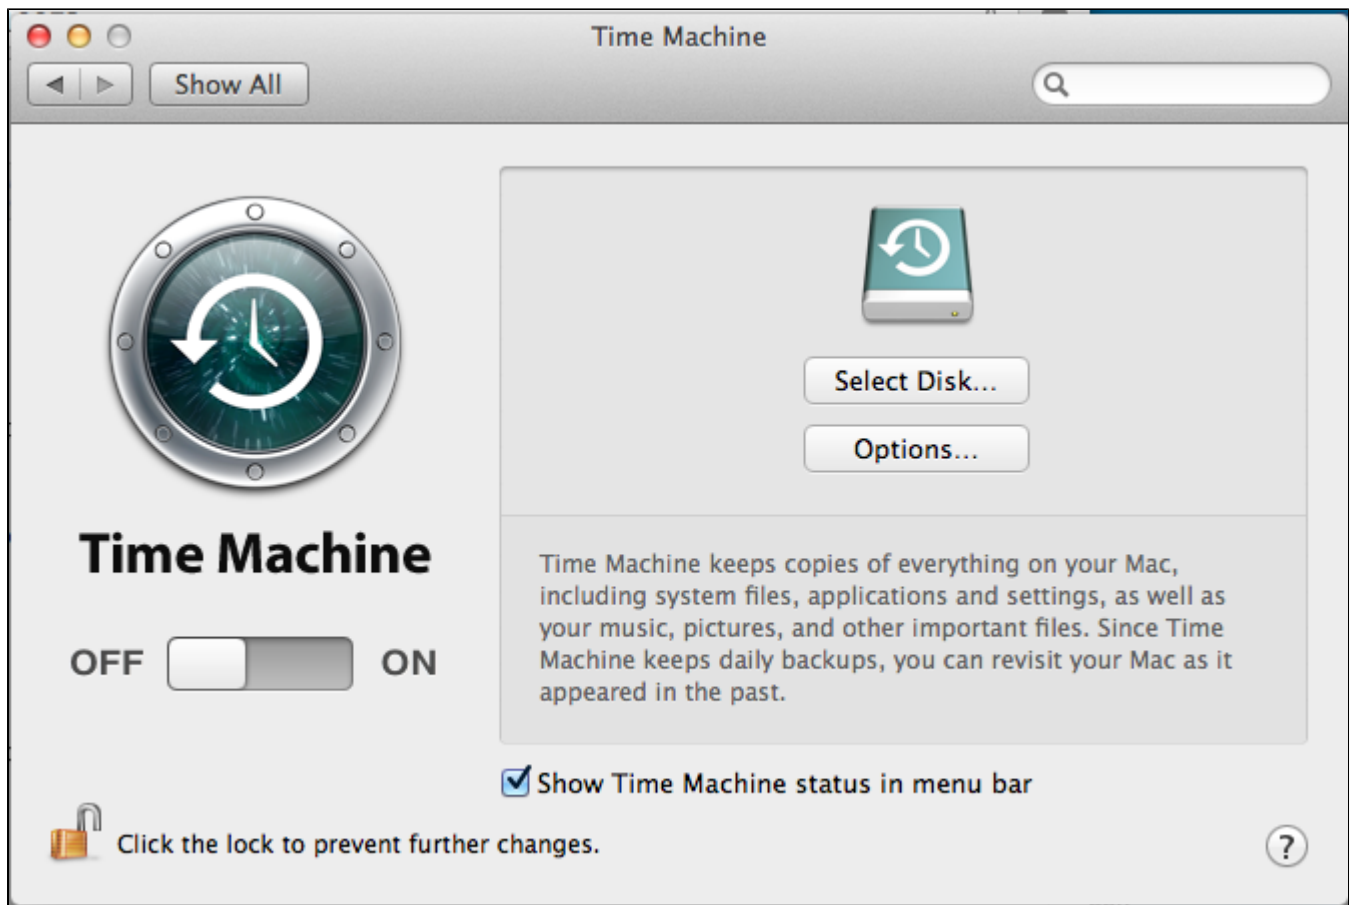 Time Machine
Show All
Select Disk...
Options...
Time Machine
Time Machine keeps copies of everything on your Mac,
including system files, applications and settings, as well as
your music, pictures, and other important files. Since Time
Machine keeps daily backups, you can revisit your Mac as it
appeared in the past.
OFF ON
Show Time Machine status in menu bar
Click the lock to prevent further changes.
?